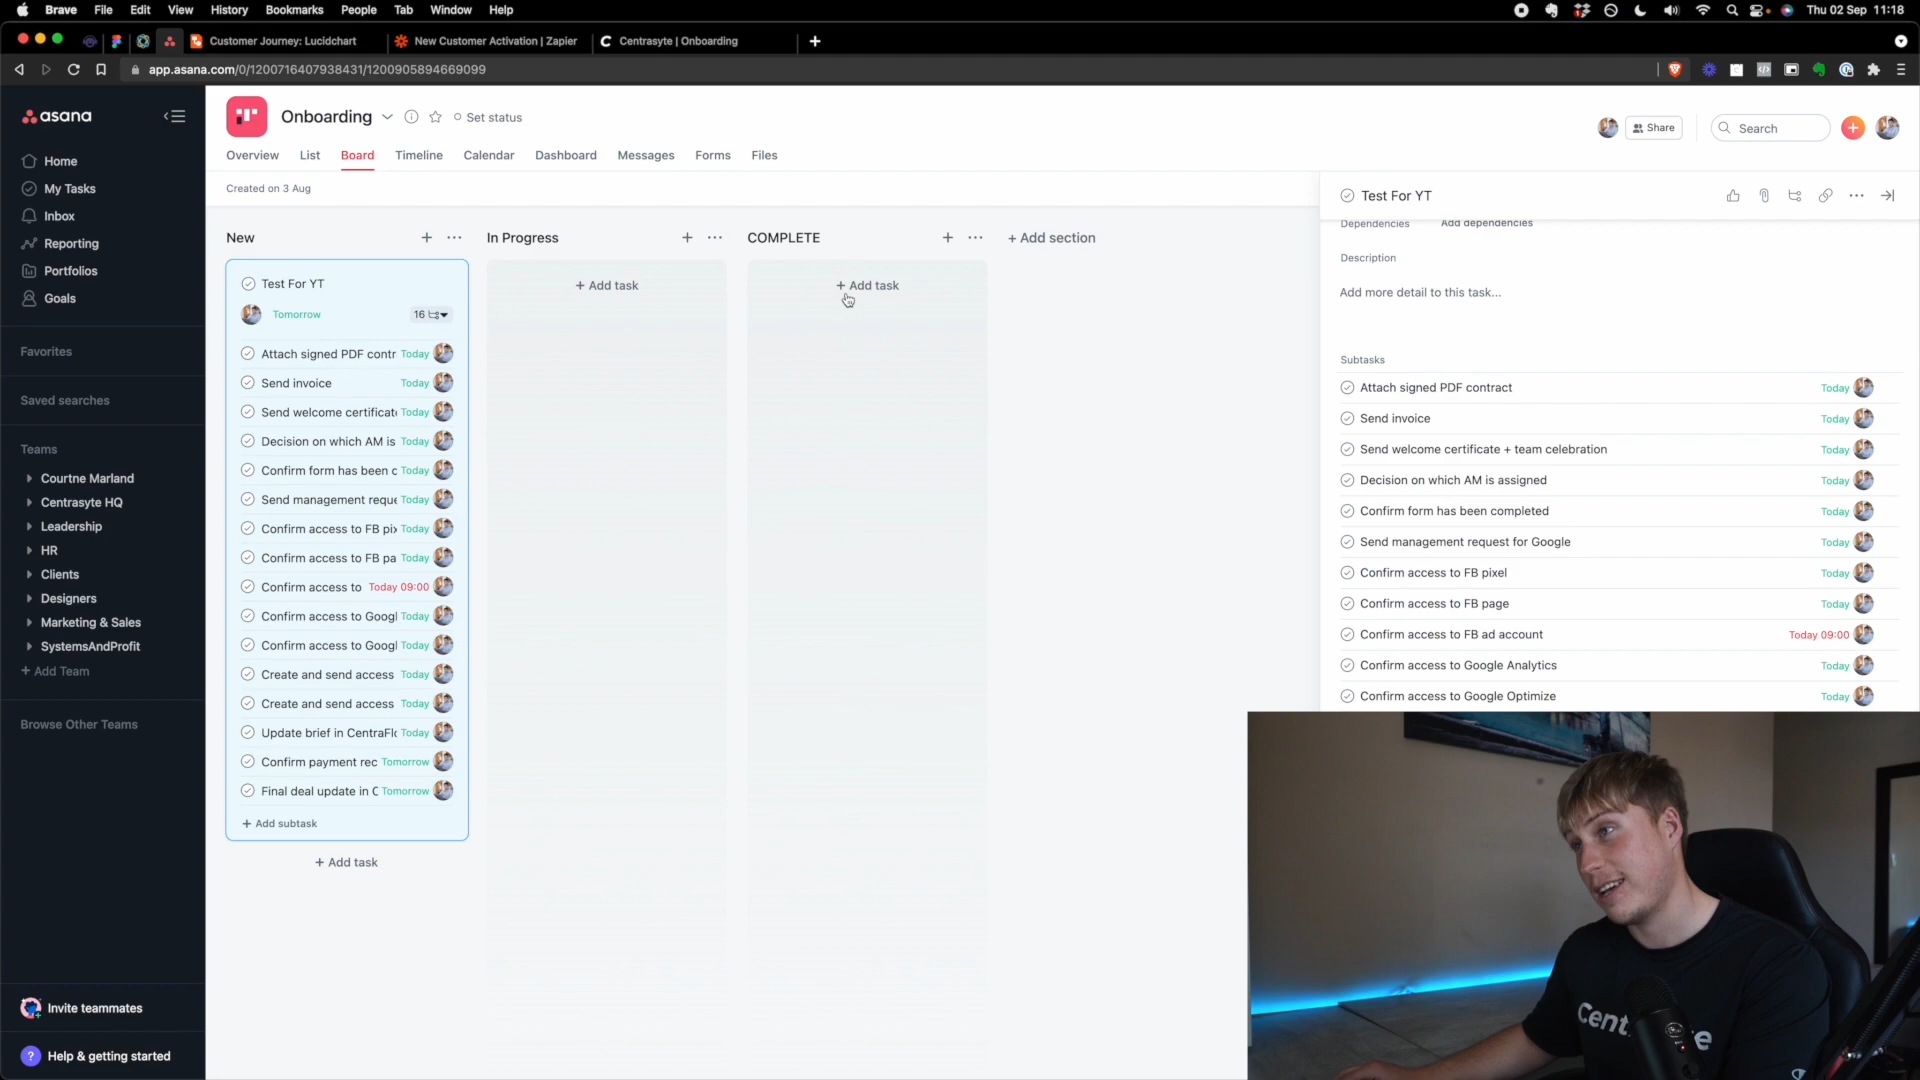 Brave File Edit View History Bookmarks People Tab Window Help Thu 02 Sep 11:18
Customer Journey: Lucidchart New Customer Activation | Zapier Centrasyte | Onboarding
app.asana.com/0/1200716407938431/1200905894669099
asana
Home
My Tasks
Inbox
Reporting
Portfolios
Goals
Favorites
Saved searches
Teams
Courtne Marland
Centrasyte HQ
Leadership
HR
Clients
Designers
Marketing & Sales
SystemsAndProfit
+ Add Team
Browse Other Teams
Invite teammates
? Help & getting started
Onboarding Set status
Share Search
Overview List Board Timeline Calendar Dashboard Messages Forms Files
Created on 3 Aug
New
Test For YT
Tomorrow 16
Attach signed PDF contr Today
Send invoice Today
Send welcome certificat Today
Decision on which AM is Today
Confirm form has been c Today
Send management reque Today
Confirm access to FB pix Today
Confirm access to FB pa Today
Confirm access to Today 09:00
Confirm access to Googl Today
Confirm access to Googl Today
Create and send access Today
Create and send access Today
Update brief in CentraFl Today
Confirm payment rec Tomorrow
Final deal update in C Tomorrow
+ Add subtask
+ Add task
In Progress
+ Add task
COMPLETE
+ Add task
+ Add section
Test For YT
Dependencies Add dependencies
Description
Add more detail to this task...
Subtasks
Attach signed PDF contract Today
Send invoice Today
Send welcome certificate + team celebration Today
Decision on which AM is assigned Today
Confirm form has been completed Today
Send management request for Google Today
Confirm access to FB pixel Today
Confirm access to FB page Today
Confirm access to FB ad account Today 09:00
Confirm access to Google Analytics Today
Confirm access to Google Optimize Today